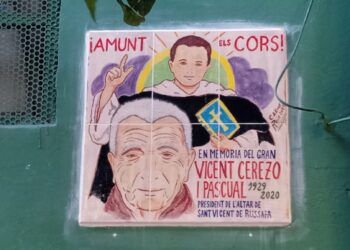 ¡AMUNT ELS CORS!
EN MEMÒRIA DEL GRAN
VICENT CEREZO
I PASCUAL 1929
2020
PRESIDENT DE L'ALTAR DE
SANT VICENT DE RUSSAFA